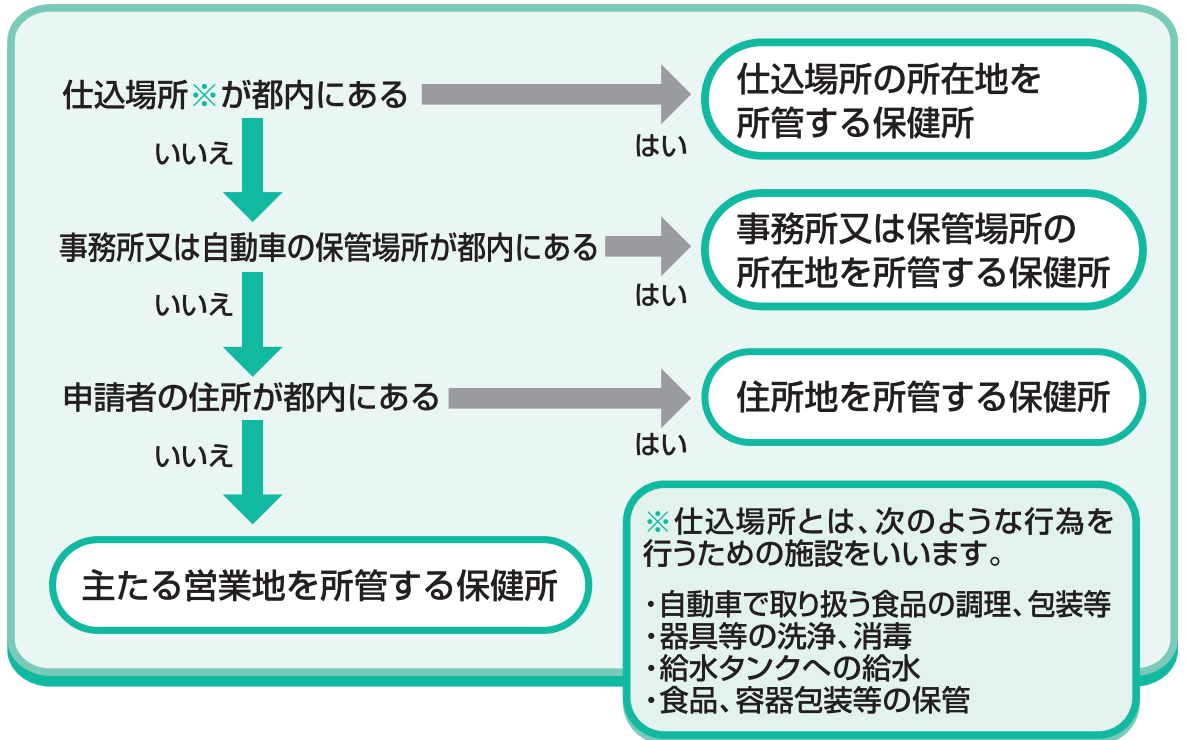 仕込場所※が都内にある
はい
仕込場所の所在地を
所管する保健所
いいえ
事務所又は自動車の保管場所が都内にある
はい
事務所又は保管場所の
所在地を所管する保健所
いいえ
申請者の住所が都内にある
はい
住所地を所管する保健所
いいえ
主たる営業地を所管する保健所
※仕込場所とは、次のような行為を
行うための施設をいいます。
・自動車で取り扱う食品の調理、包装等
・器具等の洗浄、消毒
・給水タンクへの給水
・食品、容器包装等の保管